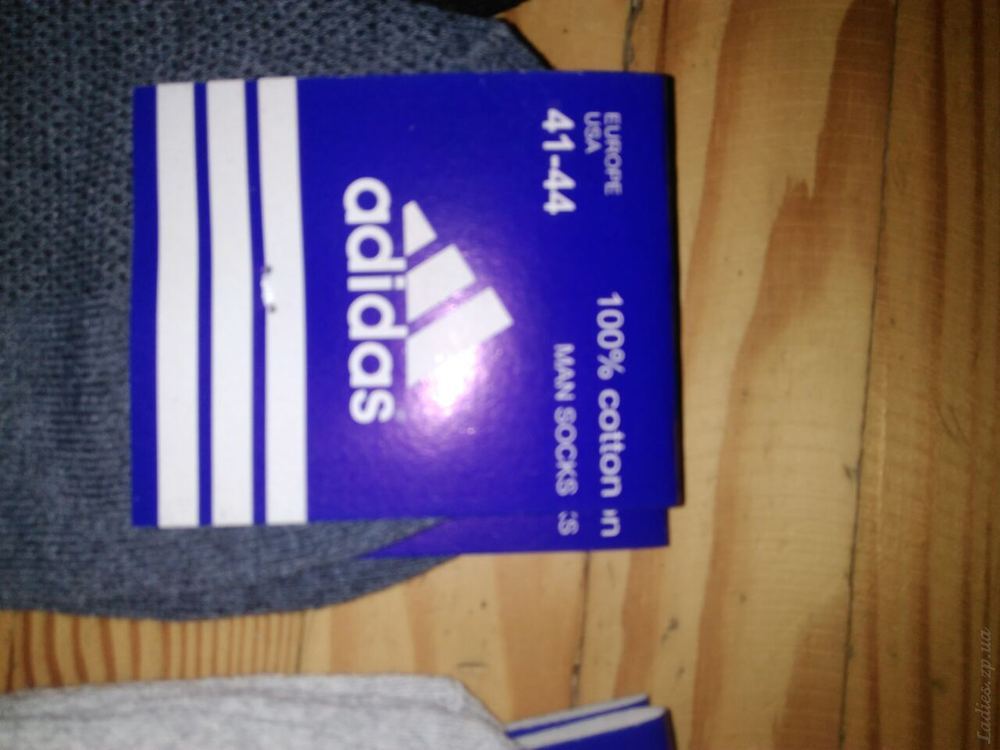 EUROPE
USA
41-44
100% cotton
MAN SOCKS
adidas
n
S
Ladies.zp.ua